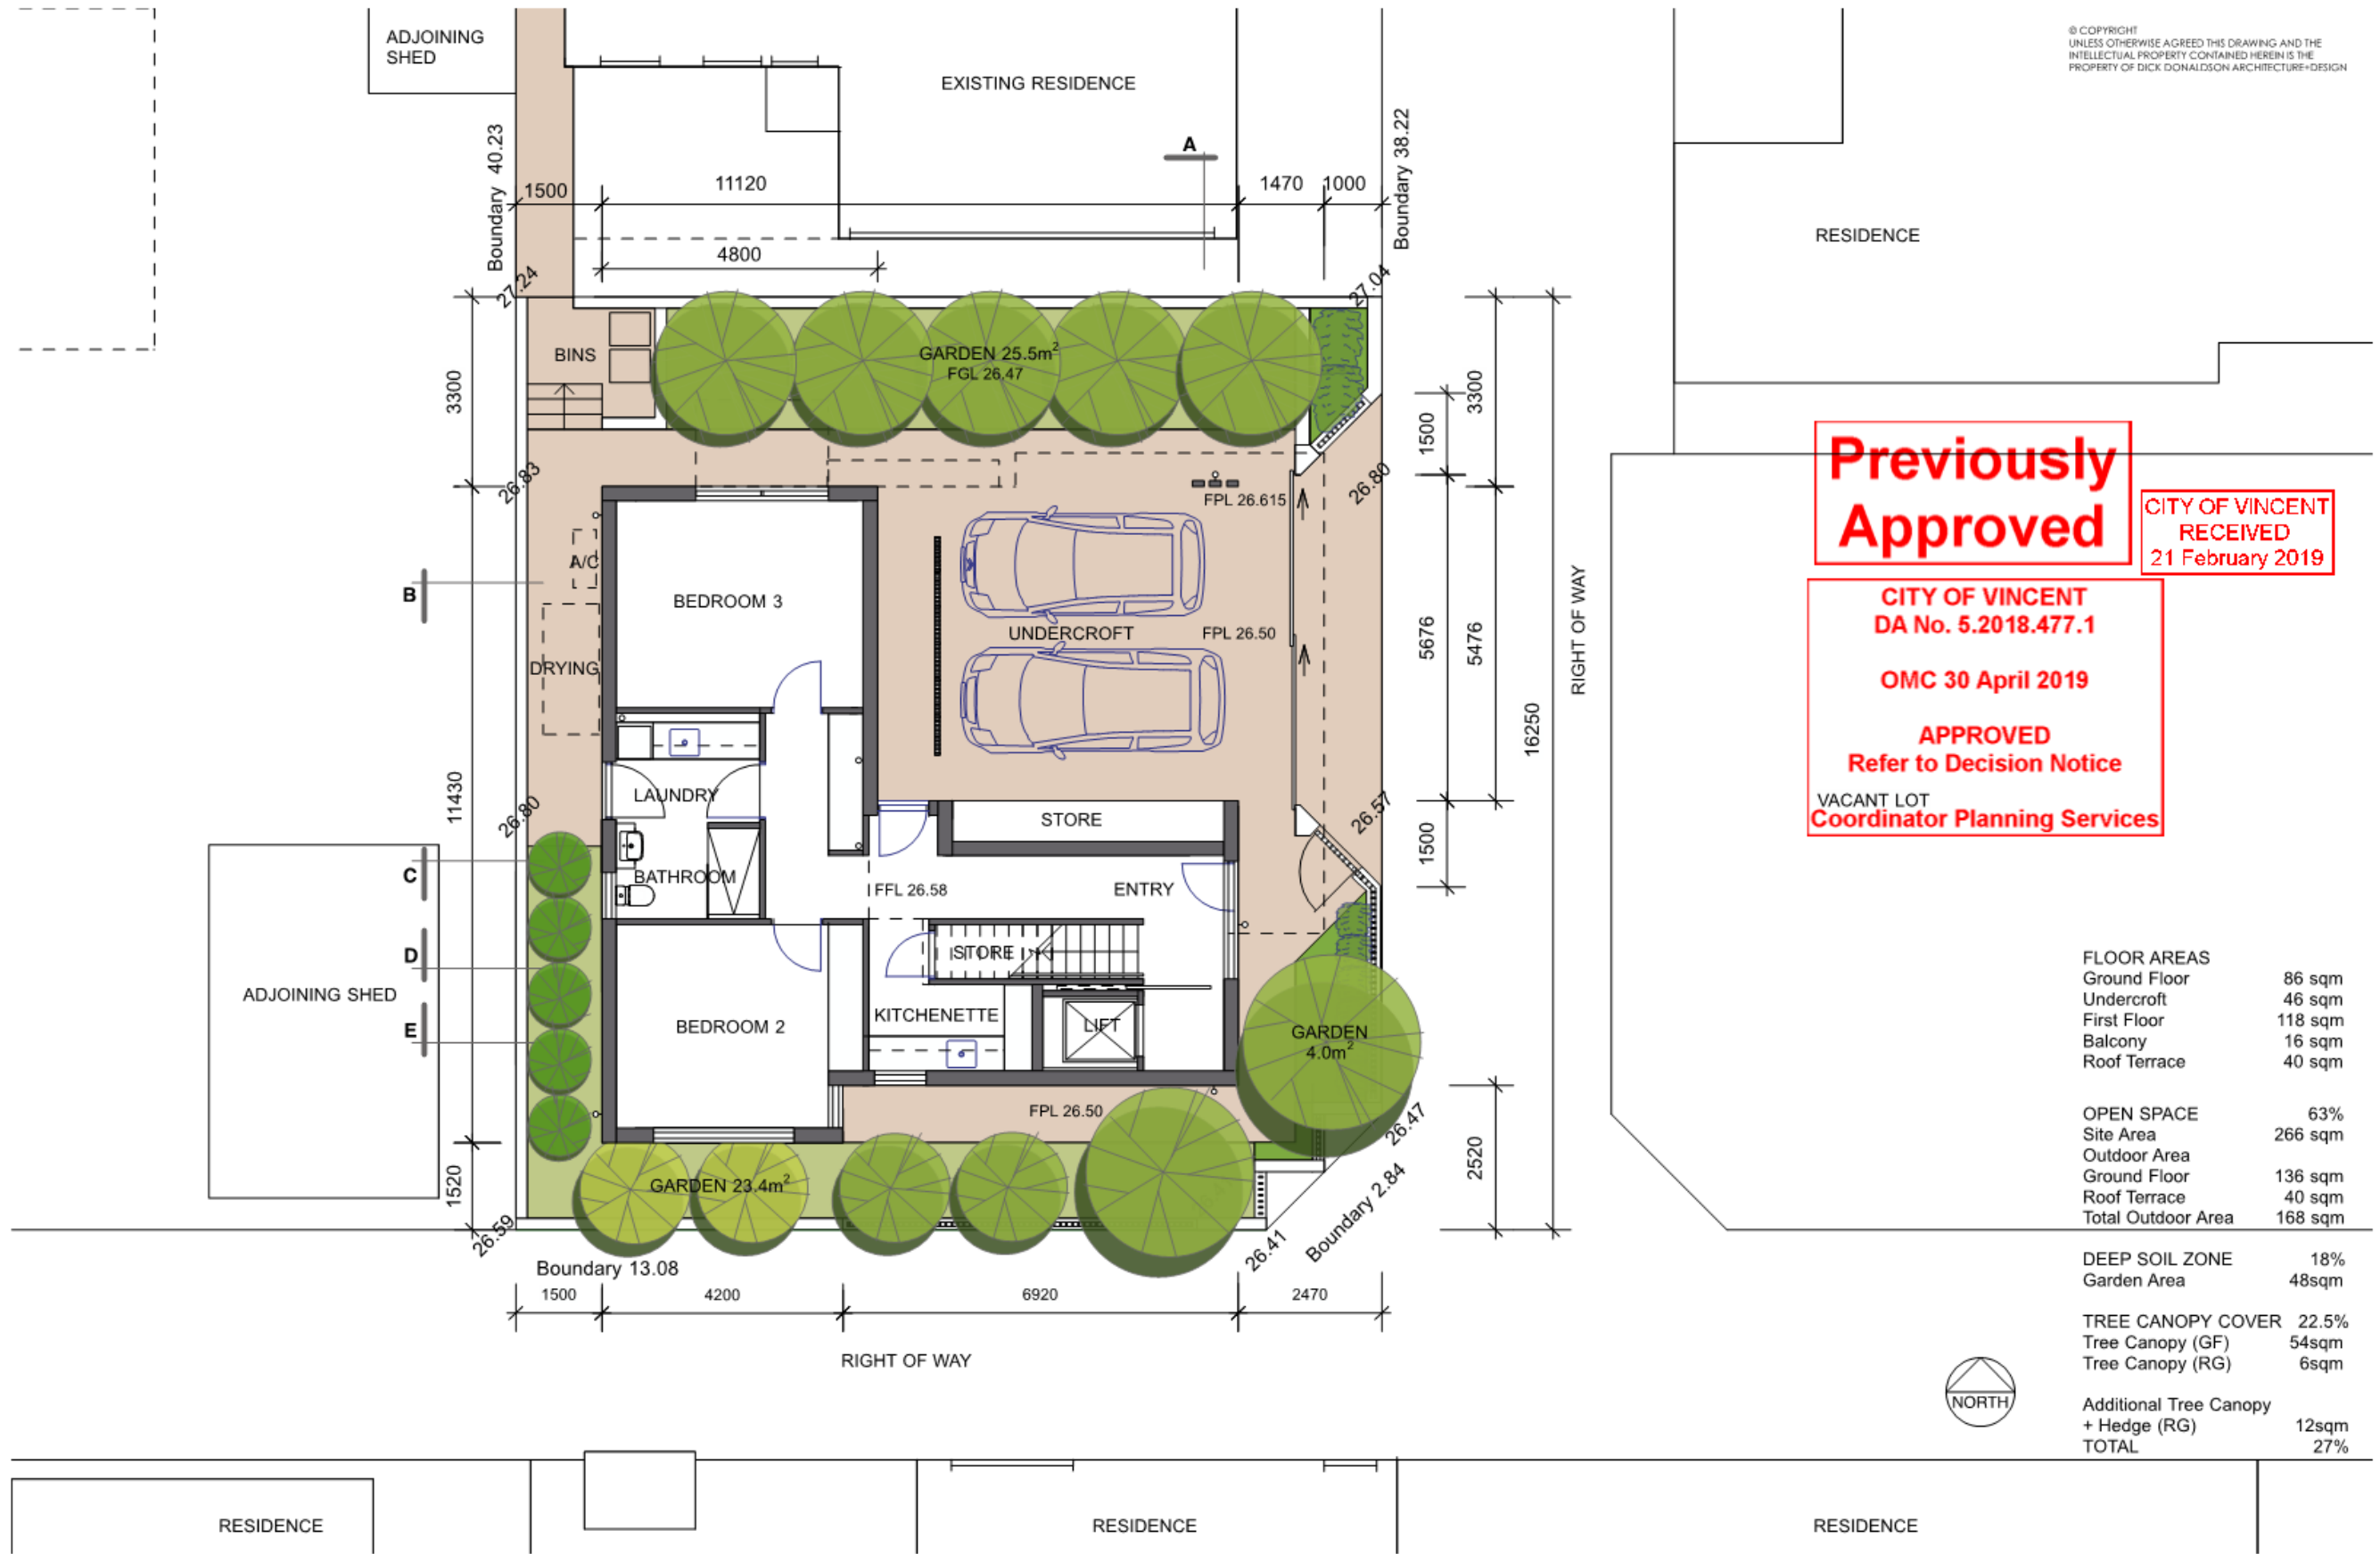 © COPYRIGHT
UNLESS OTHERWISE AGREED THIS DRAWING AND THE
INTELLECTUAL PROPERTY CONTAINED HEREIN IS THE
PROPERTY OF DICK DONALDSON ARCHITECTURE+DESIGN
ADJOINING
SHED
EXISTING RESIDENCE
Boundary 40.23
Boundary 38.22
A
1500
11120
1470
1000
4800
RESIDENCE
27.24
27.04
BINS
GARDEN 25.5m²
FGL 26.47
3300
1500
3300
26.83
26.80
FPL 26.615
Previously
Approved
CITY OF VINCENT
RECEIVED
21 February 2019
A/C
B
BEDROOM 3
UNDERCROFT
FPL 26.50
DRYING
5676
5476
16250
RIGHT OF WAY
CITY OF VINCENT
DA No. 5.2018.477.1
OMC 30 April 2019
APPROVED
Refer to Decision Notice
VACANT LOT
Coordinator Planning Services
11430
26.80
LAUNDRY
STORE
26.57
1500
C
BATHROOM
FFL 26.58
ENTRY
D
STORE
ADJOINING SHED
E
BEDROOM 2
KITCHENETTE
LIFT
GARDEN
4.0m²
FPL 26.50
26.47
2520
1520
GARDEN 23.4m²
26.59
26.41
Boundary 2.84
Boundary 13.08
1500
4200
6920
2470
RIGHT OF WAY
FLOOR AREAS
Ground Floor 86 sqm
Undercroft 46 sqm
First Floor 118 sqm
Balcony 16 sqm
Roof Terrace 40 sqm
OPEN SPACE 63%
Site Area 266 sqm
Outdoor Area
Ground Floor 136 sqm
Roof Terrace 40 sqm
Total Outdoor Area 168 sqm
DEEP SOIL ZONE 18%
Garden Area 48sqm
TREE CANOPY COVER 22.5%
Tree Canopy (GF) 54sqm
Tree Canopy (RG) 6sqm
Additional Tree Canopy
+ Hedge (RG) 12sqm
TOTAL 27%
NORTH
RESIDENCE
RESIDENCE
RESIDENCE